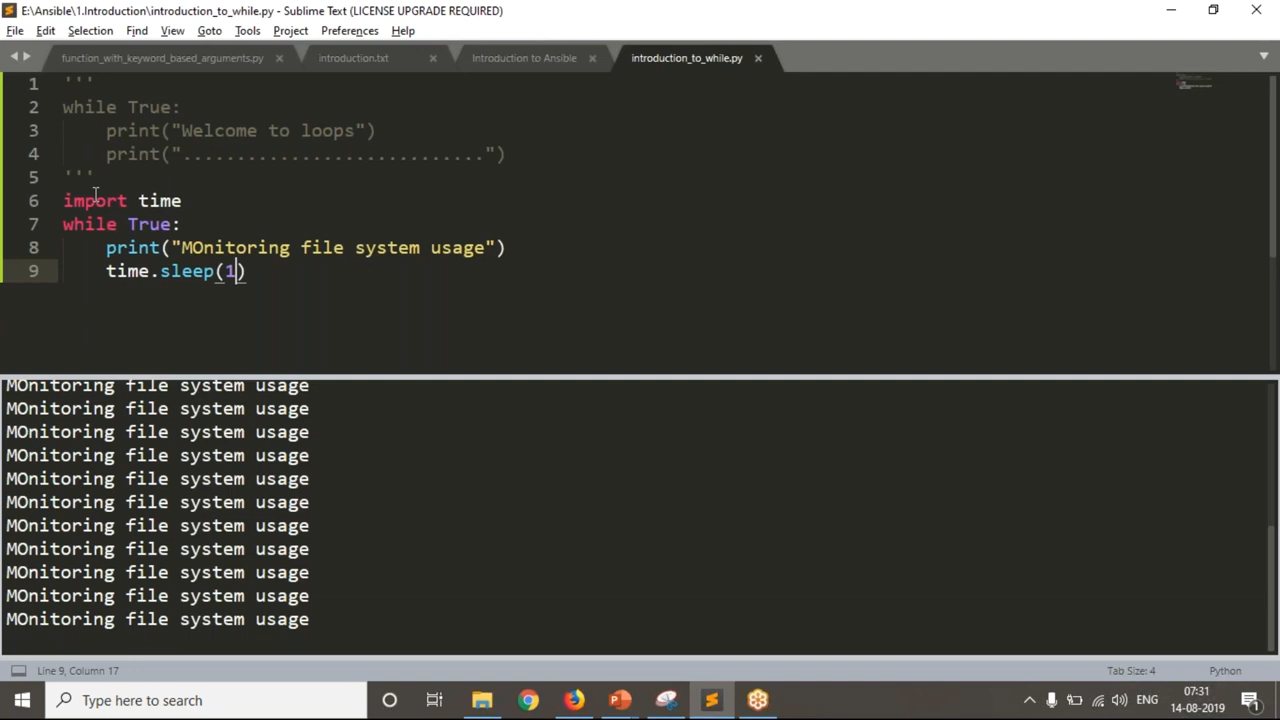 E:\Ansible\1.Introduction\introduction_to_while.py - Sublime Text (LICENSE UPGRADE REQUIRED)
File Edit Selection Find View Goto Tools Project Preferences Help
function_with_keyword_based_arguments.py introduction.txt Introduction to Ansible introduction_to_while.py
1 '''
2 while True:
3 print("Welcome to loops")
4 print("............................")
5 '''
6 import time
7 while True:
8 print("MOnitoring file system usage")
9 time.sleep(1)
MOnitoring file system usage
MOnitoring file system usage
MOnitoring file system usage
MOnitoring file system usage
MOnitoring file system usage
MOnitoring file system usage
MOnitoring file system usage
MOnitoring file system usage
MOnitoring file system usage
MOnitoring file system usage
MOnitoring file system usage
Line 9, Column 17 Tab Size: 4 Python
Type here to search ENG 07:31
14-08-2019